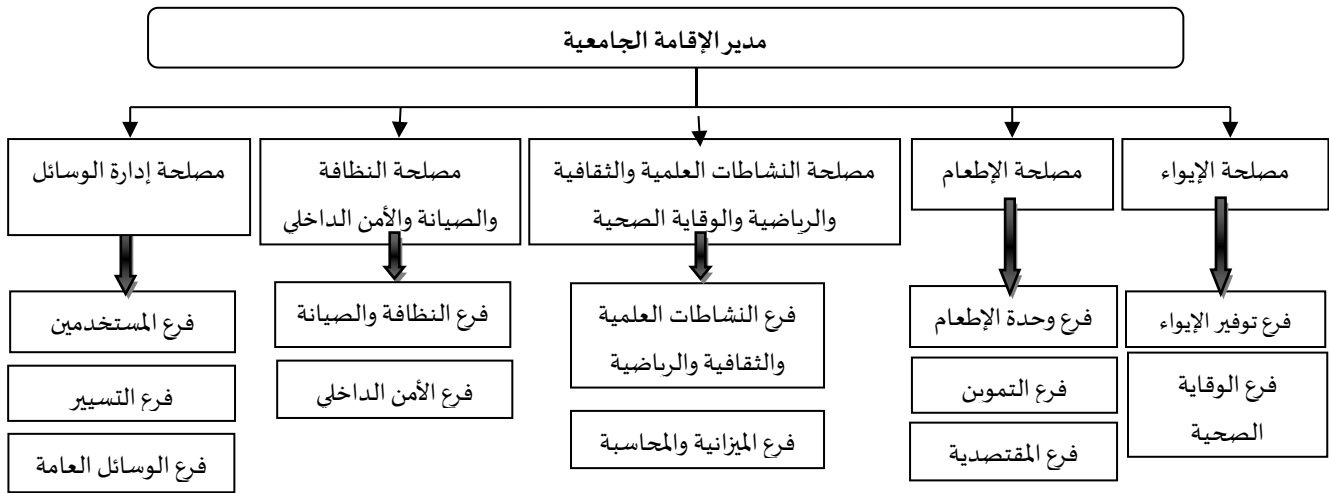 مدير الإقامة الجامعية
مصلحة الإيواء
مصلحة الإطعام
مصلحة النشاطات العلمية والثقافية
والرياضية والوقاية الصحية
مصلحة النظافة
والصيانة والأمن الداخلي
مصلحة إدارة الوسائل
فرع توفير الإيواء
فرع الوقاية
الصحية
فرع وحدة الإطعام
فرع التموين
فرع المقتصدية
فرع النشاطات العلمية
والثقافية والرياضية
فرع الميزانية والمحاسبة
فرع النظافة والصيانة
فرع الأمن الداخلي
فرع المستخدمين
فرع التسيير
فرع الوسائل العامة